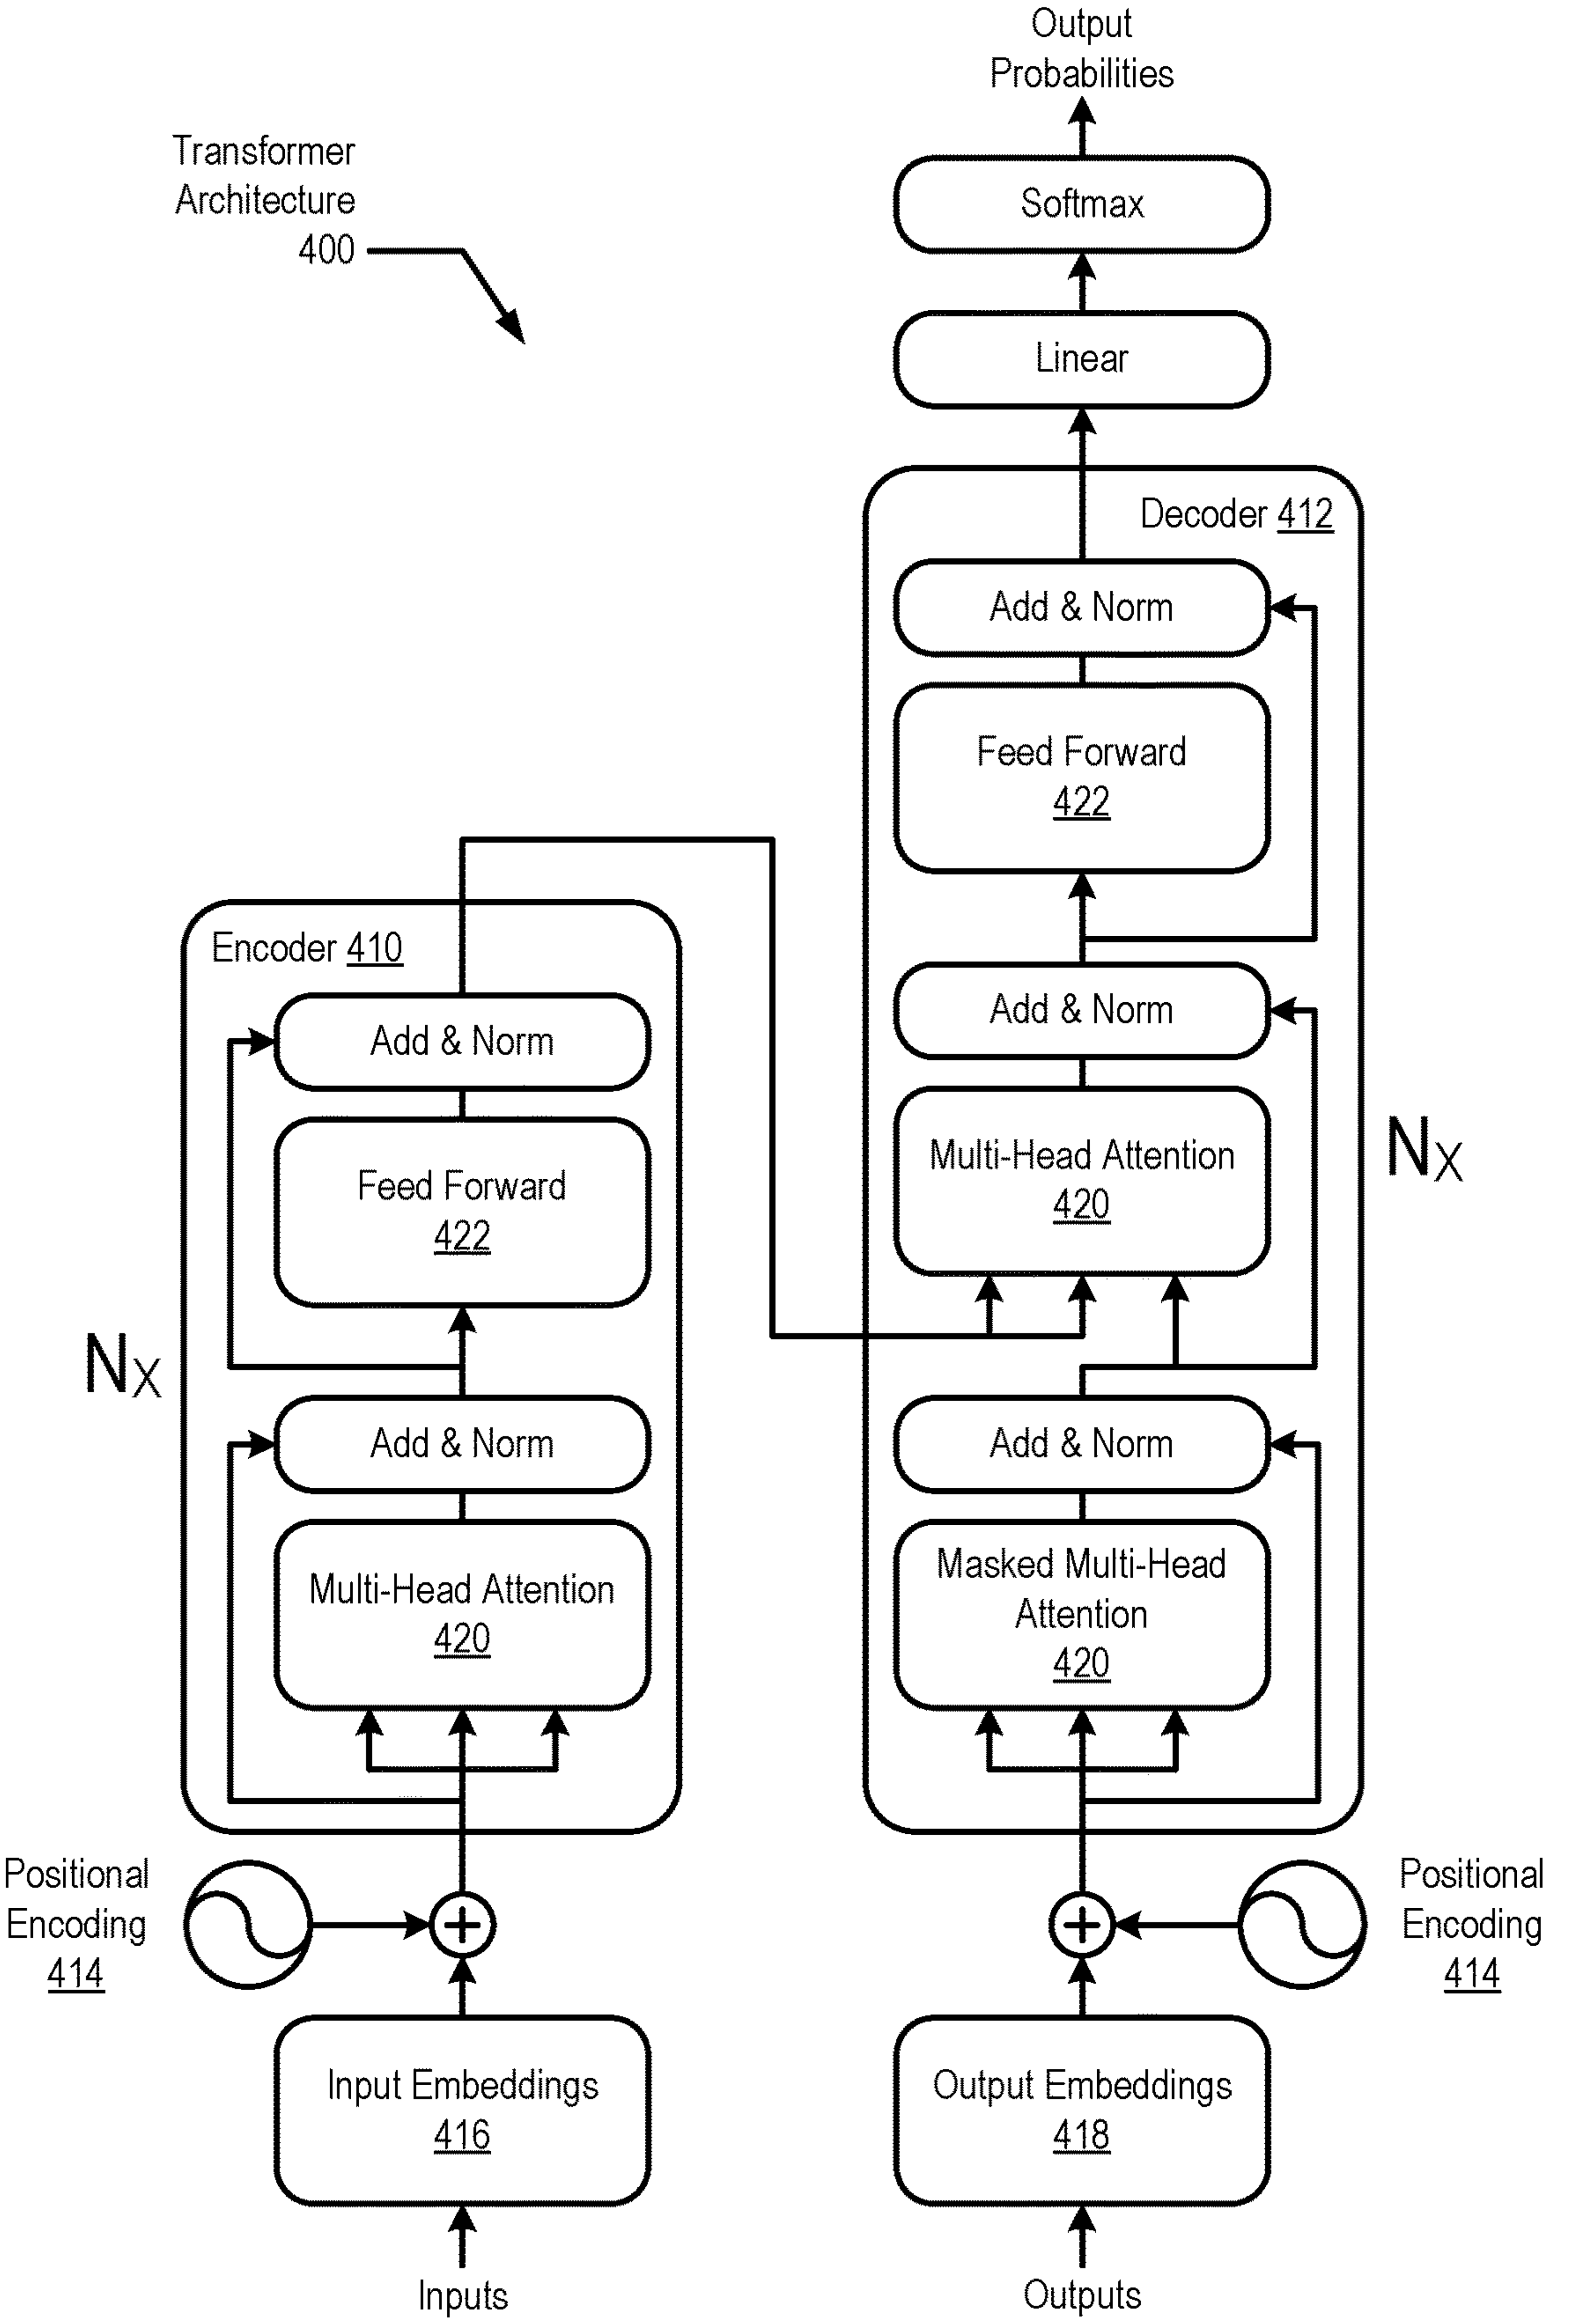 Output
Probabilities
Transformer
Architecture
400
Softmax
Linear
Decoder 412
Add & Norm
Feed Forward
422
Add & Norm
Multi-Head Attention
420
NX
Add & Norm
Masked Multi-Head
Attention
420
Encoder 410
Add & Norm
Feed Forward
422
NX
Add & Norm
Multi-Head Attention
420
Positional
Encoding
414
Positional
Encoding
414
Input Embeddings
416
Output Embeddings
418
Inputs
Outputs